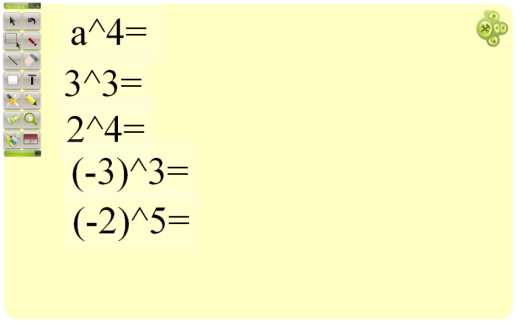 a^4=
3^3=
2^4=
(-3)^3=
(-2)^5=